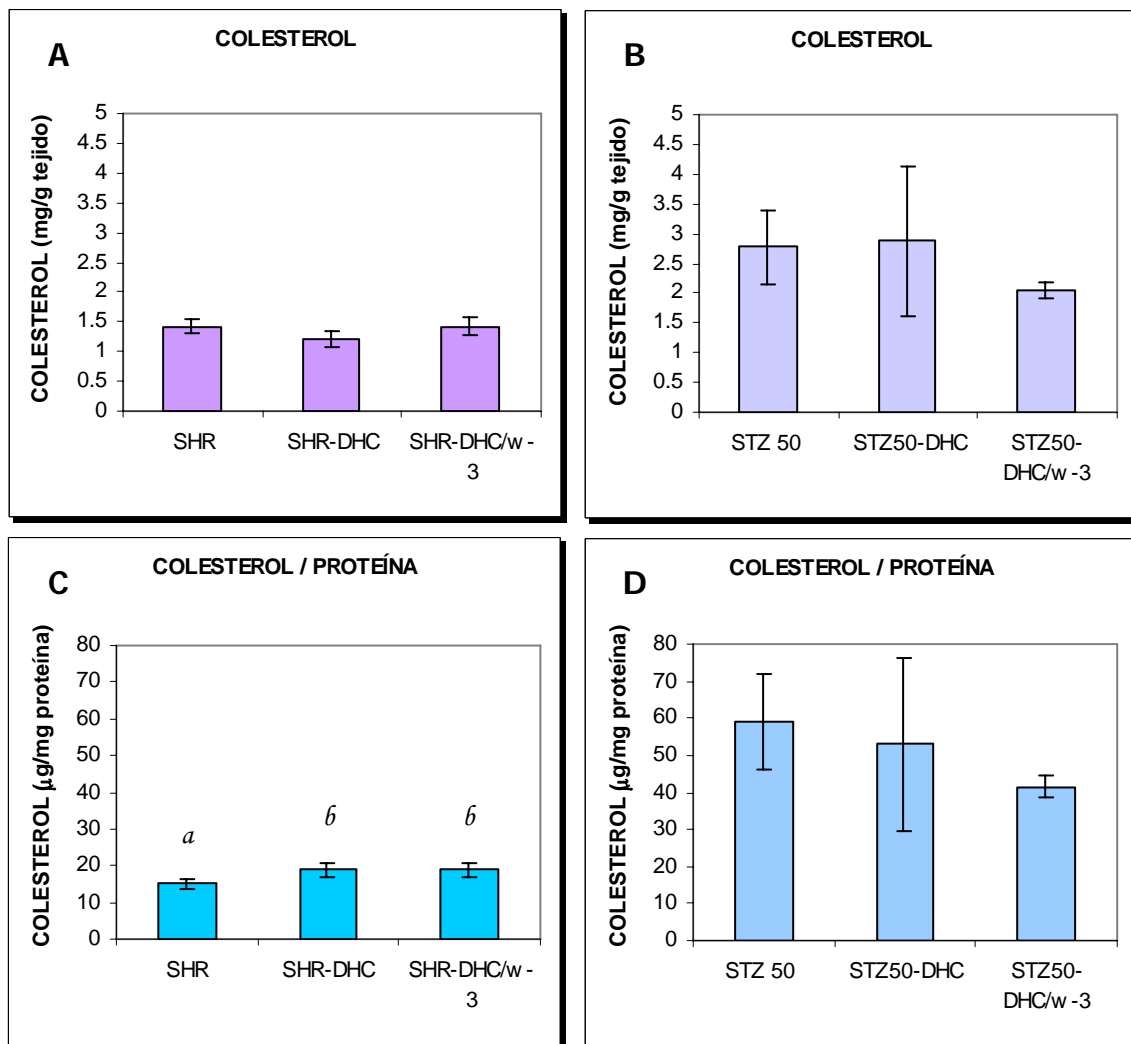 A
COLESTEROL
COLESTEROL (mg/g tejido)
5
4.5
4
3.5
3
2.5
2
1.5
1
0.5
0
SHR
SHR-DHC
SHR-DHC/w -
3
B
COLESTEROL
COLESTEROL (mg/g tejido)
5
4.5
4
3.5
3
2.5
2
1.5
1
0.5
0
STZ 50
STZ50-DHC
STZ50-
DHC/w -3
C
COLESTEROL / PROTEÍNA
COLESTEROL (µg/mg proteína)
80
70
60
50
40
30
20
10
0
a
b
b
SHR
SHR-DHC
SHR-DHC/w -
3
D
COLESTEROL / PROTEÍNA
COLESTEROL (µg/mg proteína)
80
70
60
50
40
30
20
10
0
STZ 50
STZ50-DHC
STZ50-
DHC/w -3